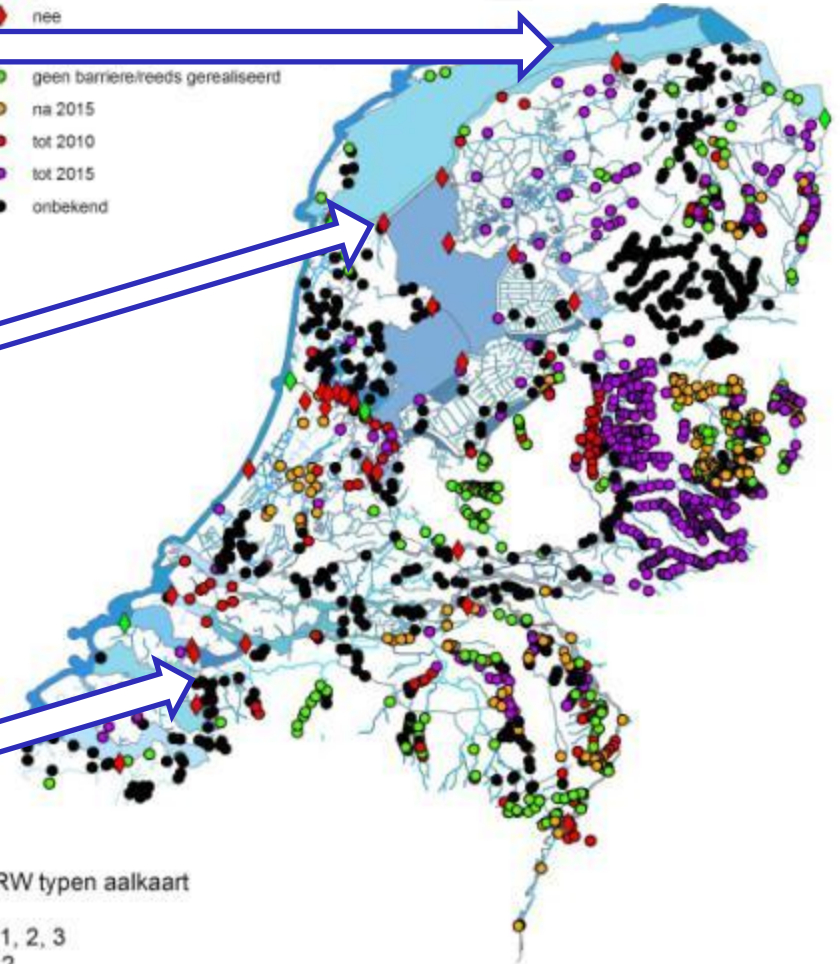 nee
geen barriere/reeds gerealiseerd
na 2015
tot 2010
tot 2015
onbekend
RW typen aalkaart
1, 2, 3